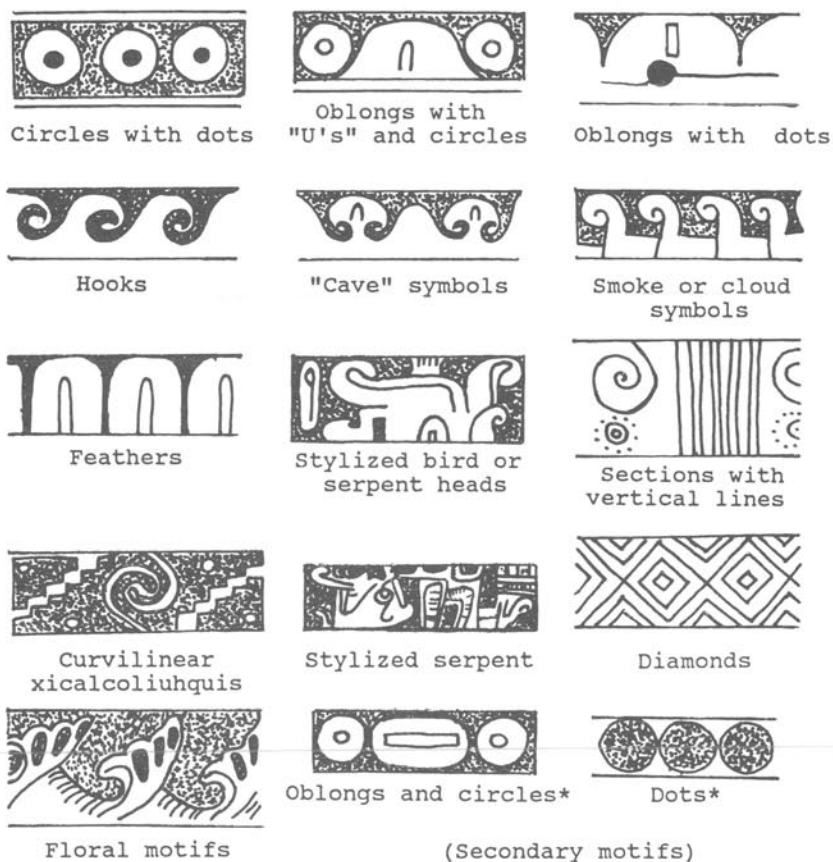 Circles with dots
Oblongs with
"U's" and circles
Oblongs with dots
Hooks
"Cave" symbols
Smoke or cloud
symbols
Feathers
Stylized bird or
serpent heads
Sections with
vertical lines
Curvilinear
xicalcoliuhquis
Stylized serpent
Diamonds
Floral motifs
Oblongs and circles*
Dots*
(Secondary motifs)